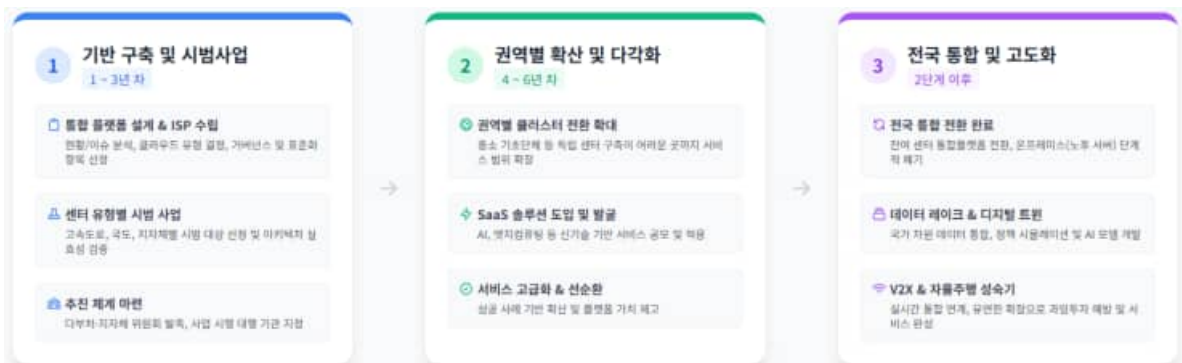 1
기반 구축 및 시범사업
1 ~ 3년 차
통합 플랫폼 설계 & ISP 수립
현황/이슈 분석, 클라우드 유형 결정, 거버넌스 및 표준화
항목 선정
센터 유형별 시범 사업
고속도로, 국도, 지자체별 시범 대상 선정 및 아키텍처 실
효성 검증
추진 체계 마련
다부처·지자체 위원회 발족, 사업 시행 대행 기관 지정
2
권역별 확산 및 다각화
4 ~ 6년 차
권역별 클러스터 전환 확대
중소 기초단체 등 독립 센터 구축이 어려운 곳까지 서비
스 범위 확장
SaaS 솔루션 도입 및 발굴
AI, 엣지컴퓨팅 등 신기술 기반 서비스 공모 및 적용
서비스 고급화 & 선순환
성공 사례 기반 확산 및 플랫폼 가치 제고
3
전국 통합 및 고도화
2단계 이후
전국 통합 전환 완료
잔여 센터 통합플랫폼 전환, 온프레미스(노후 서버) 단계
적 폐기
데이터 레이크 & 디지털 트윈
국가 차원 데이터 통합, 정책 시뮬레이션 및 AI 모델 개발
V2X & 자율주행 성숙기
실시간 통합 연계, 유연한 확장으로 과잉투자 예방 및 서
비스 완성